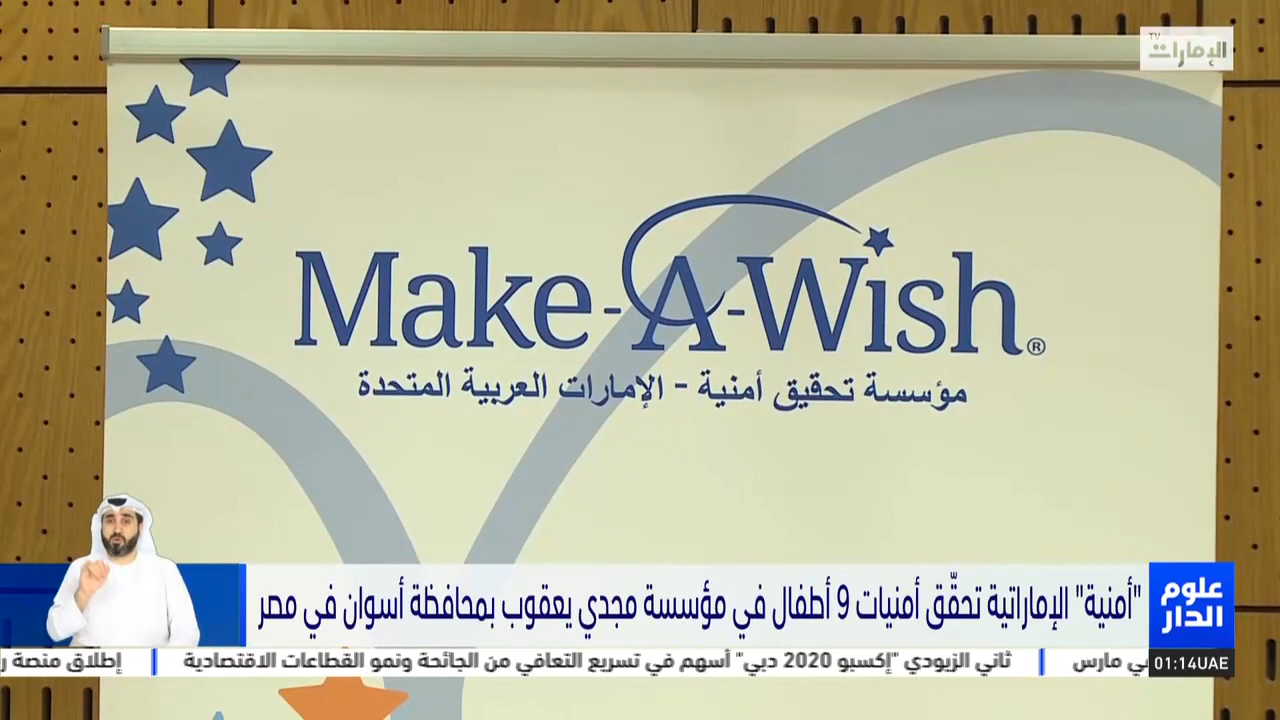 الإمارات TV
Make-A-Wish®
مؤسسة تحقيق أمنية - الإمارات العربية المتحدة
علوم الدار
"أمنية" الإماراتية تحقّق أمنيات 9 أطفال في مؤسسة مجدي يعقوب بمحافظة أسوان في مصر
01:14UAE
مارس | ثاني الزيودي "إكسبو 2020 دبي" أسهم في تسريع التعافي من الجائحة ونمو القطاعات الاقتصادية | إطلاق منصة